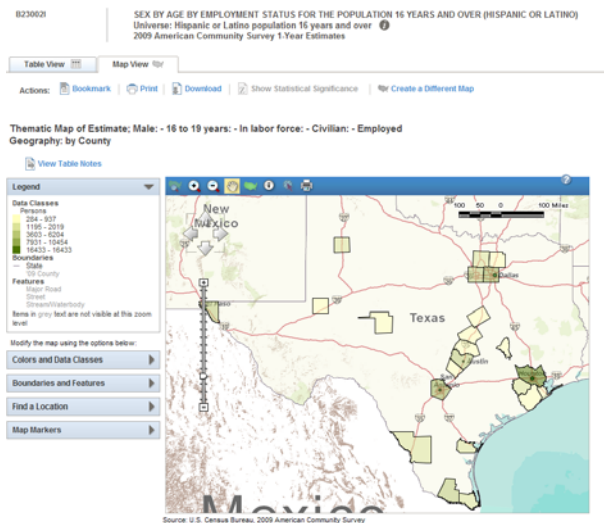 B23002I
SEX BY AGE BY EMPLOYMENT STATUS FOR THE POPULATION 16 YEARS AND OVER (HISPANIC OR LATINO)
Universe: Hispanic or Latino population 16 years and over
2009 American Community Survey 1-Year Estimates
Table View
Map View
Actions: Bookmark Print Download Show Statistical Significance Create a Different Map
Thematic Map of Estimate; Male: - 16 to 19 years: - In labor force: - Civilian: - Employed
Geography: by County
View Table Notes
Legend
Data Classes
Persons
284 - 937
1195 - 2019
3603 - 6204
7931 - 10454
16433 - 16433
Boundaries
State
'09 County
Features
Major Road
Street
Stream/Waterbody
Items in grey text are not visible at this zoom
level
Modify the map using the options below:
Colors and Data Classes
Boundaries and Features
Find a Location
Map Markers
100 50 0 100 Miles
New
Mexico
Dallas
Texas
Austin
San
Mexico
Source: U.S. Census Bureau, 2009 American Community Survey